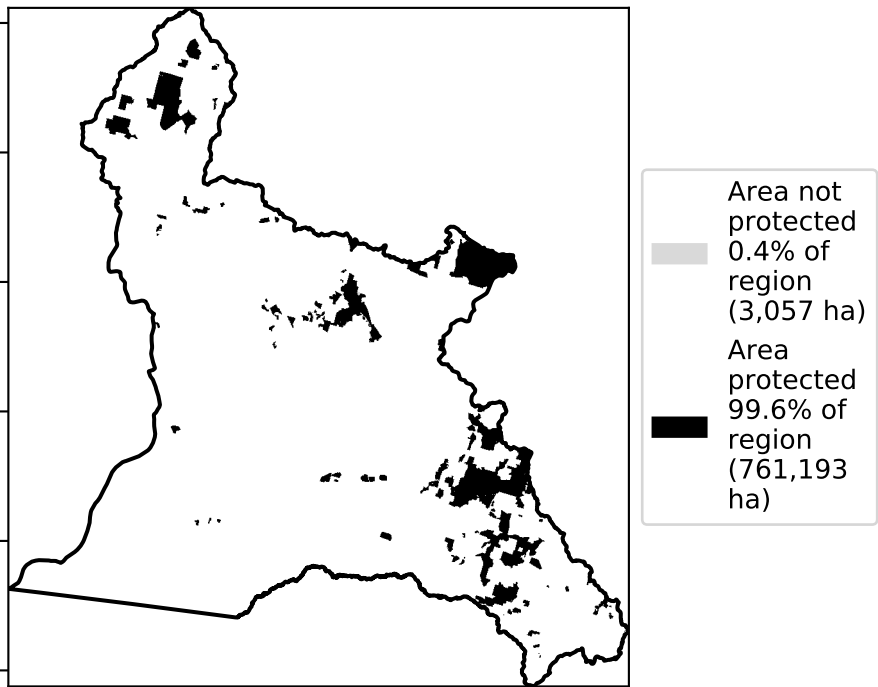 Area not
protected
0.4% of
region
(3,057 ha)
Area
protected
99.6% of
region
(761,193
ha)